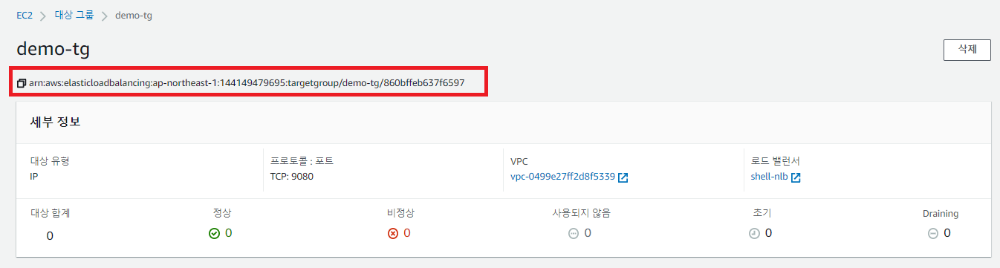 EC2 > 대상 그룹 > demo-tg
demo-tg
삭제
arn:aws:elasticloadbalancing:ap-northeast-1:144149479695:targetgroup/demo-tg/860bffeb637f6597
세부 정보
대상 유형 프로토콜 : 포트 VPC 로드 밸런서
IP TCP: 9080 vpc-0499e27ff2d8f5339 shell-nlb
대상 합계 정상 비정상 사용되지 않음 초기 Draining
0 0 0 0 0 0